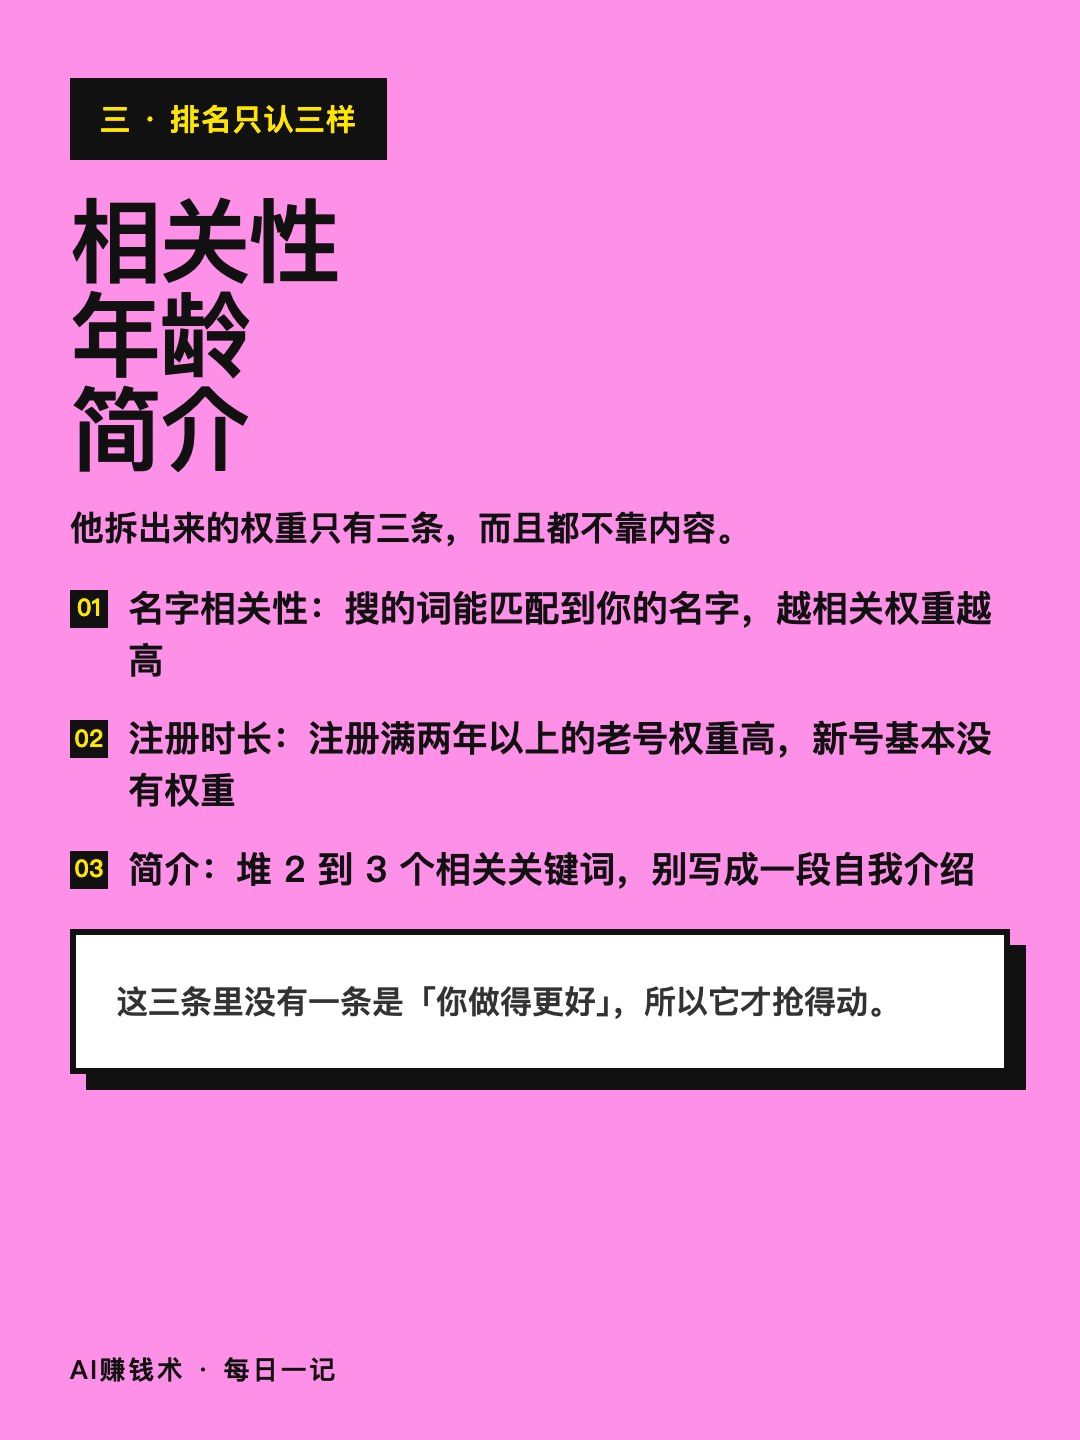 三 · 排名只认三样
相关性
年龄
简介
他拆出来的权重只有三条，而且都不靠内容。
01 名字相关性：搜的词能匹配到你的名字，越相关权重越
高
02 注册时长：注册满两年以上的老号权重高，新号基本没
有权重
03 简介：堆 2 到 3 个相关关键词，别写成一段自我介绍
这三条里没有一条是「你做得更好」，所以它才抢得动。
AI赚钱术 · 每日一记